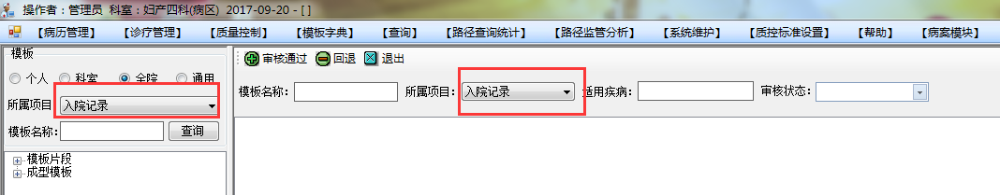 操作者：管理员 科室：妇产四科(病区) 2017-09-20 - [ ]
【病历管理】 【诊疗管理】 【质量控制】 【模板字典】 【查询】 【路径查询统计】 【路径监管分析】 【系统维护】 【质控标准设置】 【帮助】 【病案模块】
模板
个人 科室 全院 通用
所属项目 入院记录
模板名称： 查询
模板片段
成型模板
审核通过 回退 退出
模板名称： 所属项目： 入院记录 适用疾病： 审核状态：